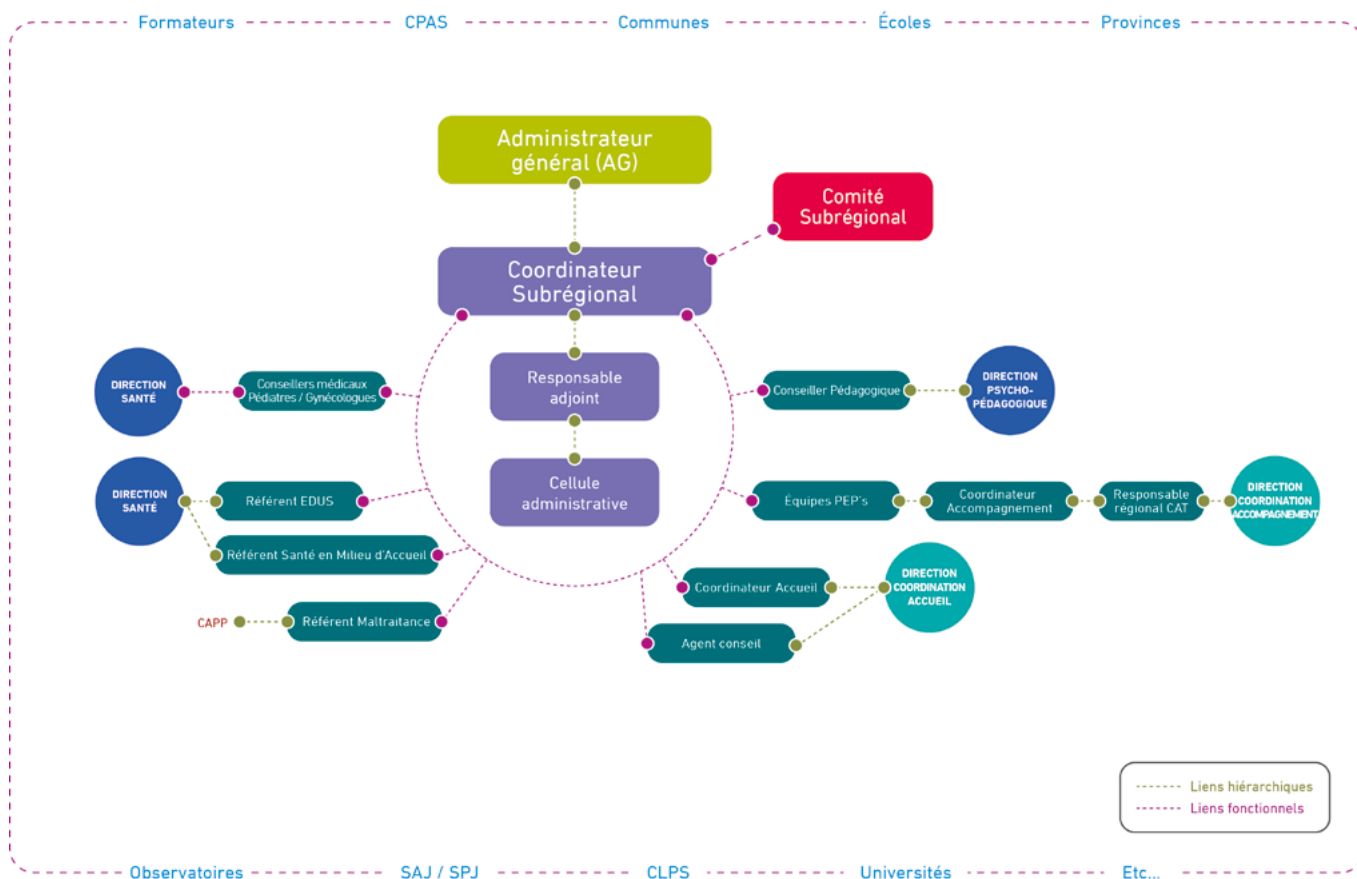 Formateurs
CPAS
Communes
Écoles
Provinces
Administrateur
général (AG)
Comité
Subrégional
Coordinateur
Subrégional
DIRECTION
SANTÉ
Conseillers médicaux
Pédiatres / Gynécologues
Responsable
adjoint
Conseiller Pédagogique
DIRECTION
PSYCHO-
PÉDAGOGIQUE
DIRECTION
SANTÉ
Référent EDUS
Cellule
administrative
Équipes PEP's
Coordinateur
Accompagnement
Responsable
régional CAT
DIRECTION
COORDINATION
ACCOMPAGNEMENT
Référent Santé en Milieu d'Accueil
Coordinateur Accueil
DIRECTION
COORDINATION
ACCUEIL
CAPP
Référent Maltraitance
Agent conseil
Liens hiérarchiques
Liens fonctionnels
Observatoires
SAJ / SPJ
CLPS
Universités
Etc...